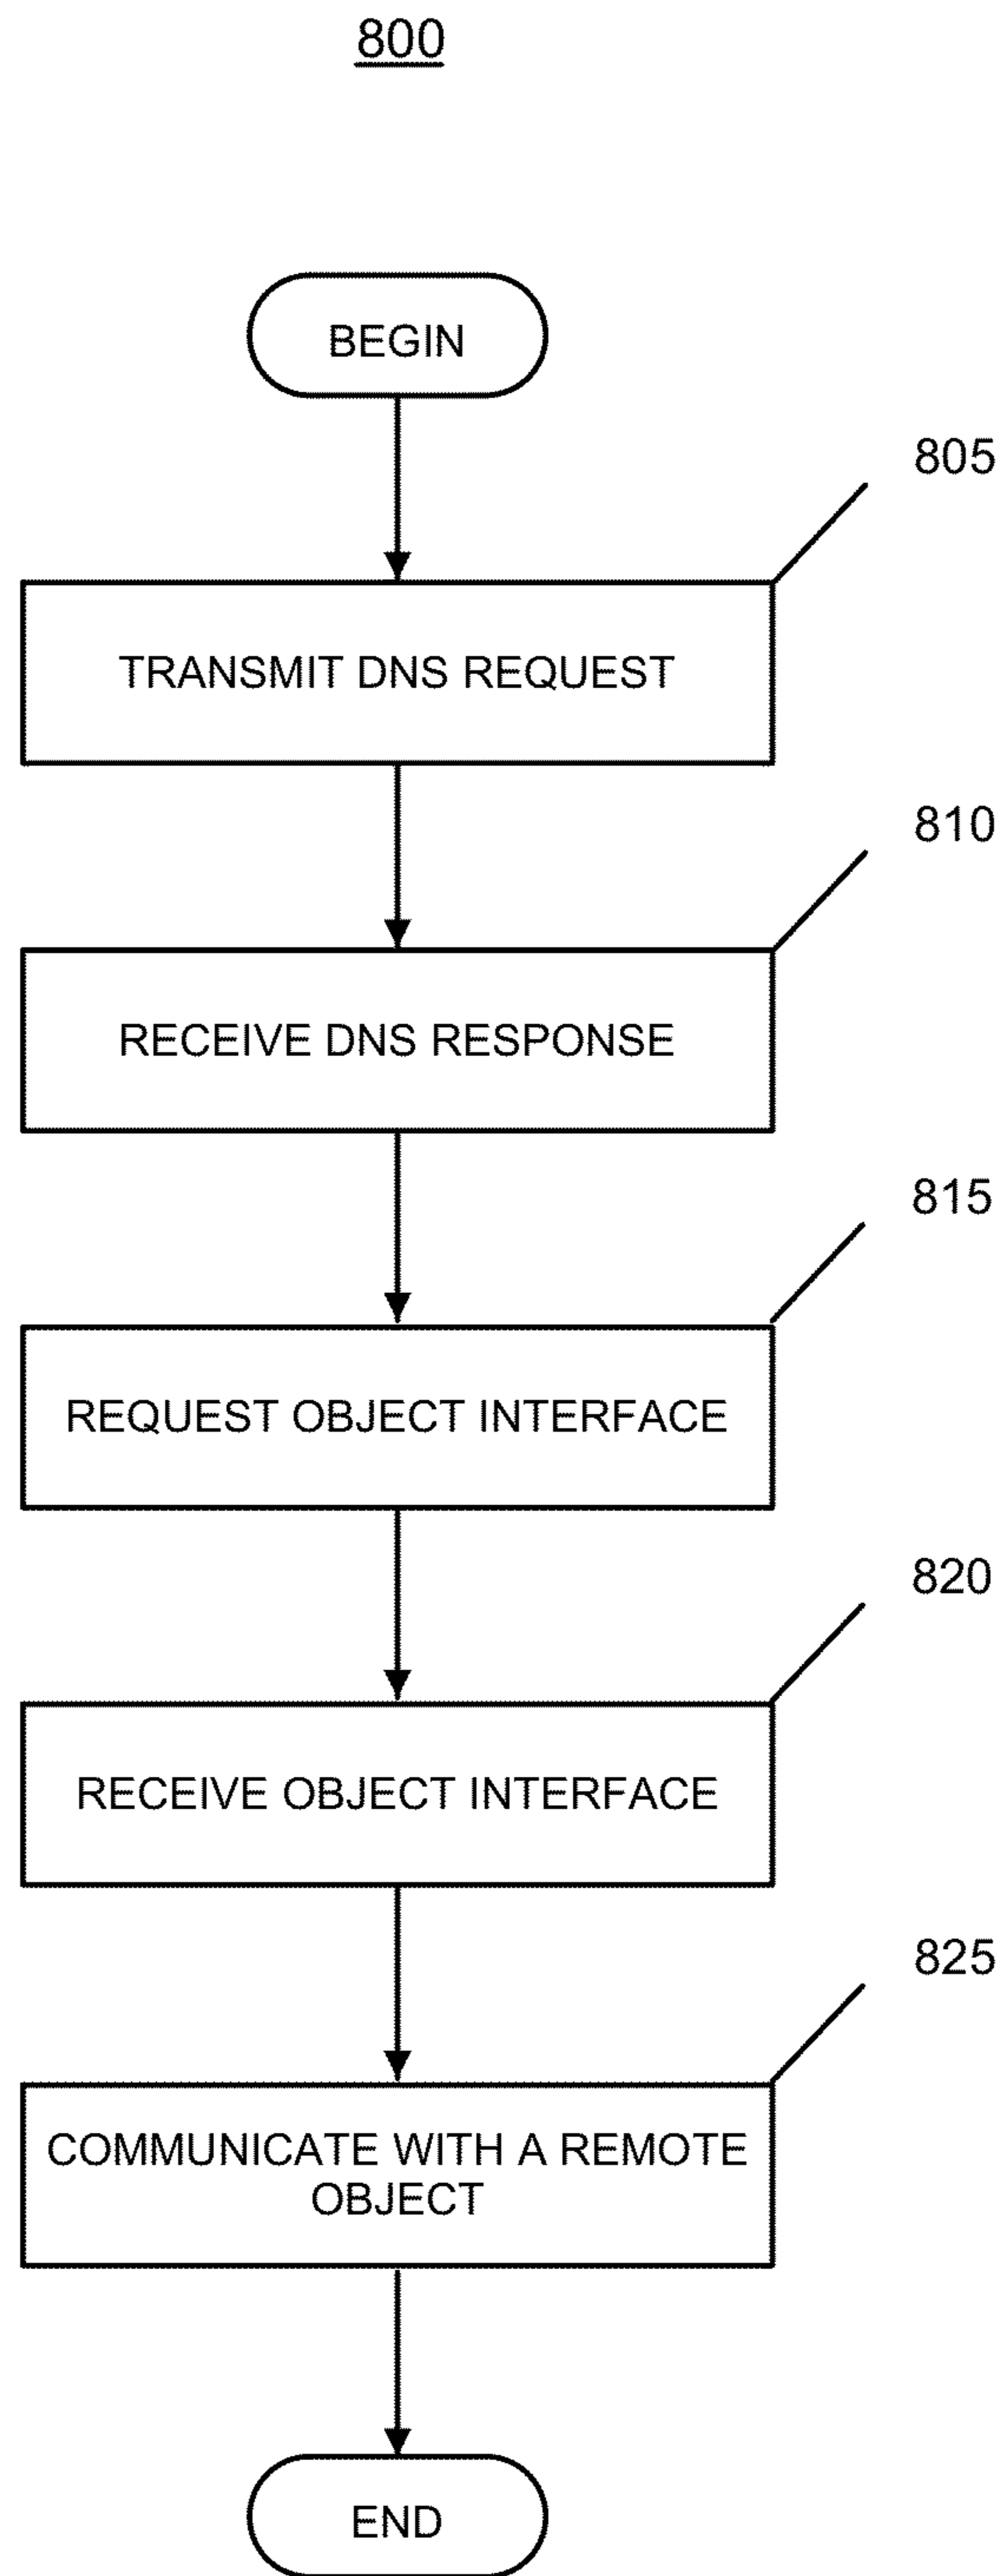 800
BEGIN
805
TRANSMIT DNS REQUEST
810
RECEIVE DNS RESPONSE
815
REQUEST OBJECT INTERFACE
820
RECEIVE OBJECT INTERFACE
825
COMMUNICATE WITH A REMOTE
OBJECT
END